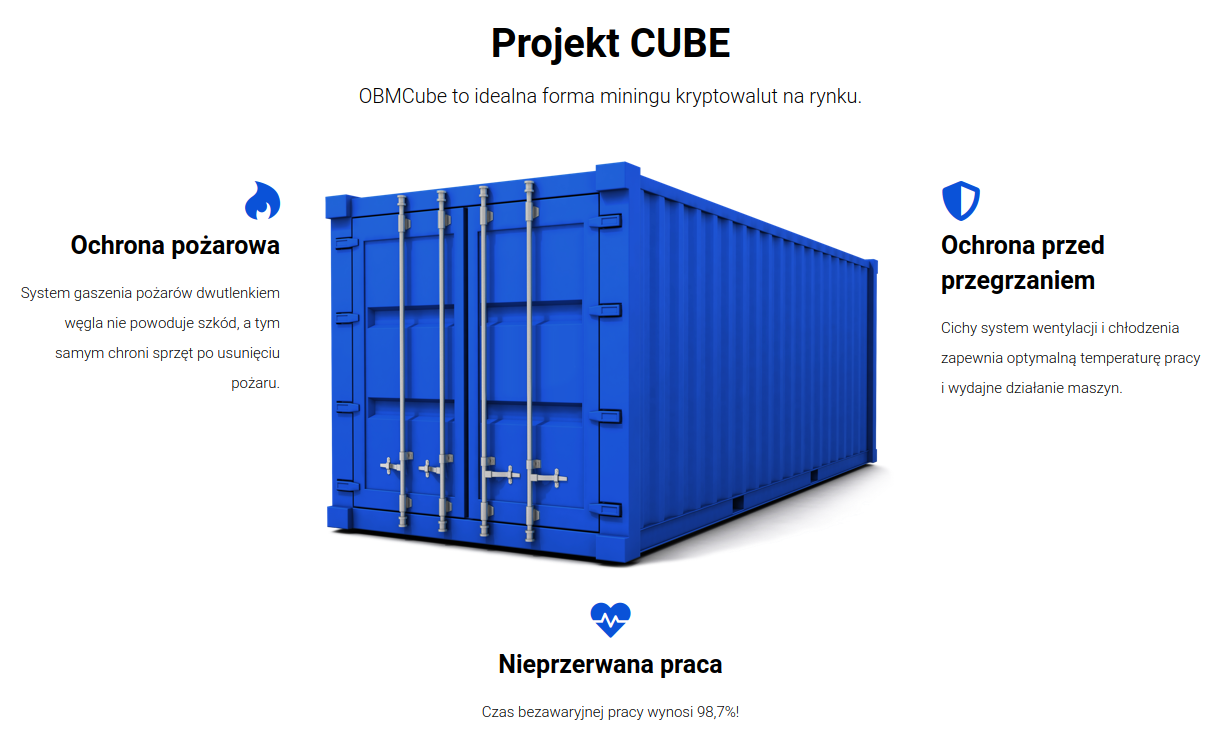 Projekt CUBE
OBMCube to idealna forma miningu kryptowalut na rynku.
Ochrona pożarowa
System gaszenia pożarów dwutlenkiem
węgla nie powoduje szkód, a tym
samym chroni sprzęt po usunięciu
pożaru.
Ochrona przed
przegrzaniem
Cichy system wentylacji i chłodzenia
zapewnia optymalną temperaturę pracy
i wydajne działanie maszyn.
Nieprzerwana praca
Czas bezawaryjnej pracy wynosi 98,7%!